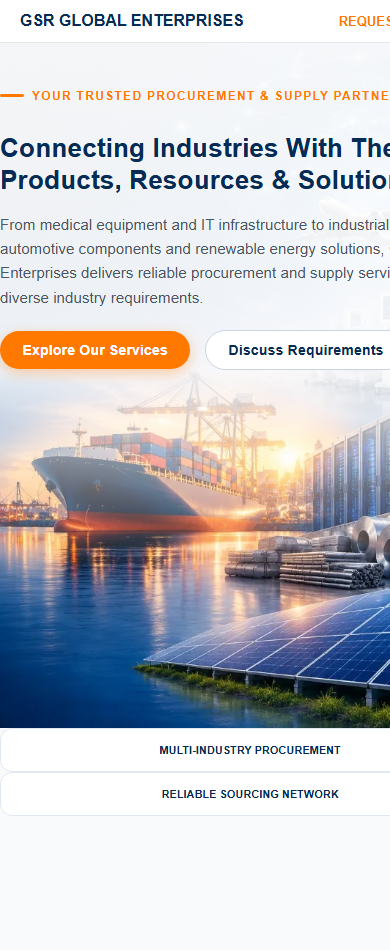 GSR GLOBAL ENTERPRISES
REQUES
YOUR TRUSTED PROCUREMENT & SUPPLY PARTNE
Connecting Industries With The
Products, Resources & Solution
From medical equipment and IT infrastructure to industrial
automotive components and renewable energy solutions,
Enterprises delivers reliable procurement and supply servi
diverse industry requirements.
Explore Our Services
Discuss Requirements
MULTI-INDUSTRY PROCUREMENT
RELIABLE SOURCING NETWORK